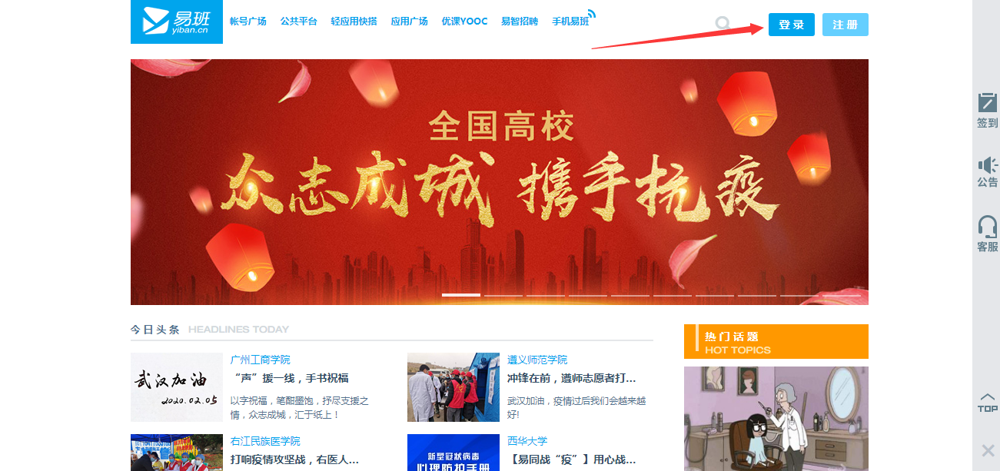 易班
yiban.cn
帐号广场 公共平台 轻应用快搭 应用广场 优课YOOC 易智招聘 手机易班
登录 注册
全国高校
众志成城 携手抗疫
签到
公告
客服
今日头条 HEADLINES TODAY
武汉加油
2020.02.05
广州工商学院
“声”援一线，手书祝福
以字祝福，笔酣墨饱，抒尽支援之
情，众志成城，汇于纸上！
遵义师范学院
冲锋在前，遵师志愿者打...
武汉加油，疫情过后我们会越来越
好!
热门话题
HOT TOPICS
右江民族医学院
打响疫情攻坚战，右医人...
新型冠状病毒
心理防护手册
西华大学
【易同战“疫”】用心战...
TOP